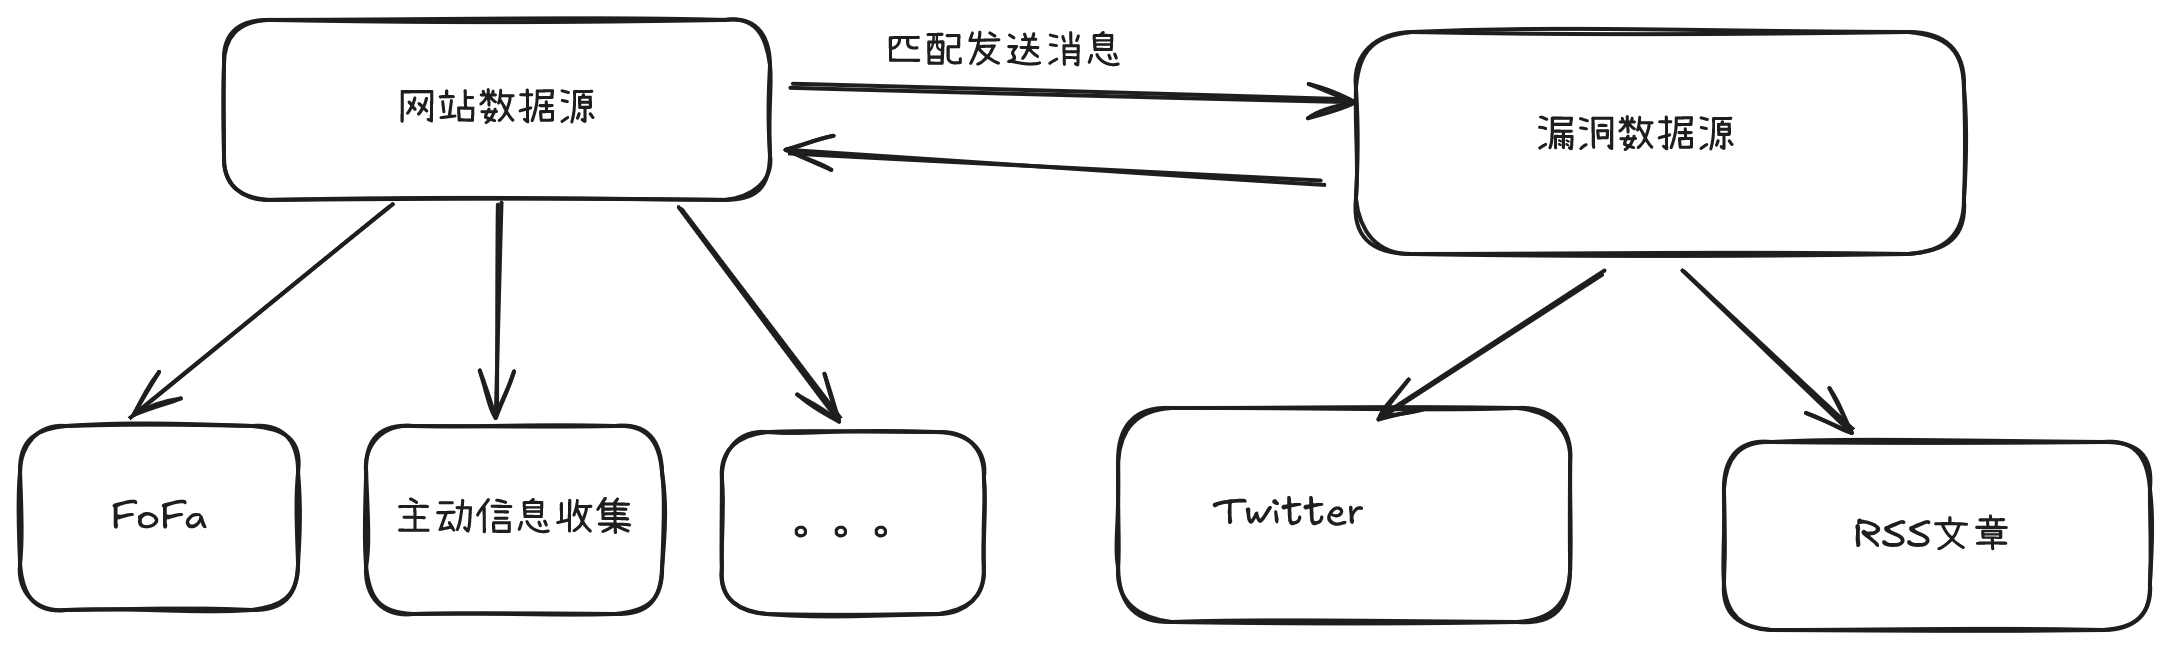 匹配发送消息
网站数据源
漏洞数据源
FoFa
主动信息收集
。。。
Twitter
RSS文章